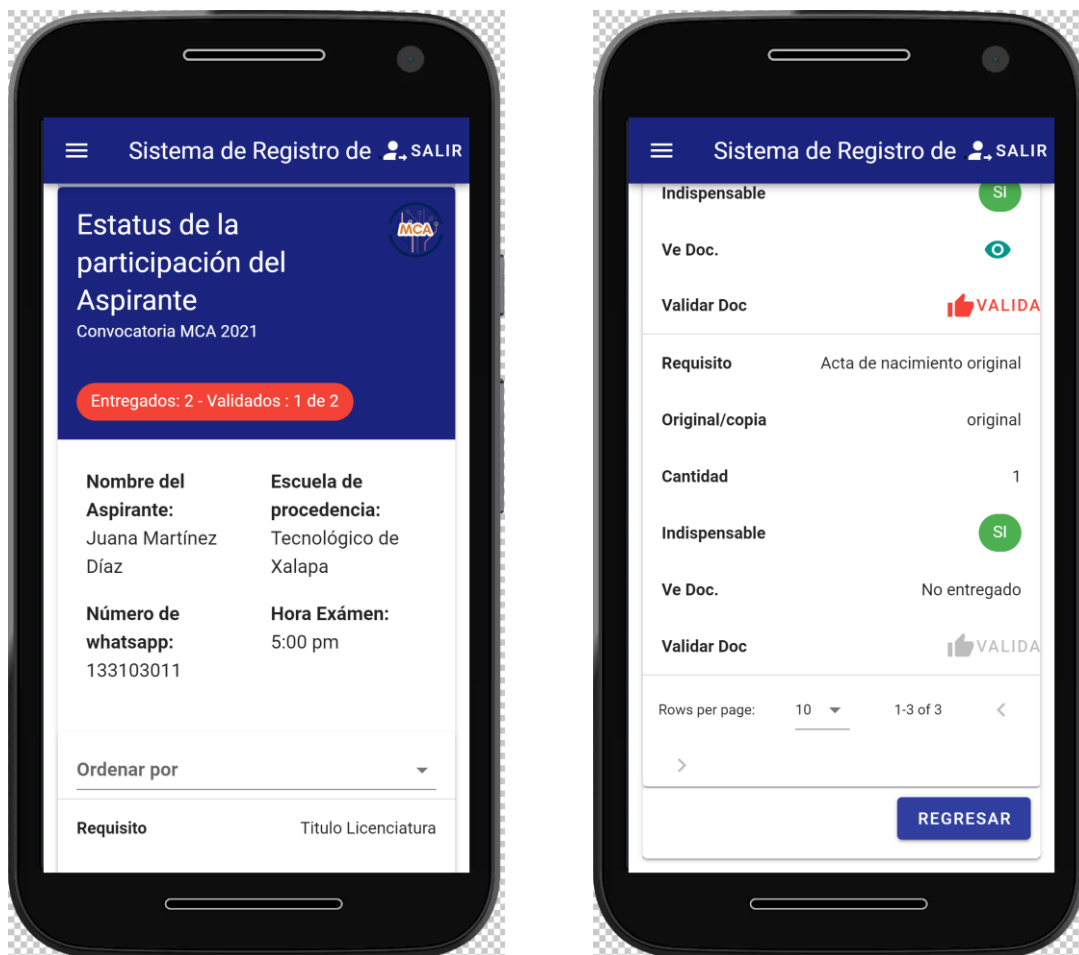 Sistema de Registro de SALIR
Estatus de la
participación del
Aspirante
MCA
Convocatoria MCA 2021
Entregados: 2 - Validados : 1 de 2
Nombre del
Aspirante:
Juana Martínez
Díaz
Escuela de
procedencia:
Tecnológico de
Xalapa
Número de
whatsapp:
133103011
Hora Exámen:
5:00 pm
Ordenar por
Requisito Titulo Licenciatura
Sistema de Registro de SALIR
Indispensable SI
Ve Doc.
Validar Doc VALIDA
Requisito Acta de nacimiento original
Original/copia original
Cantidad 1
Indispensable SI
Ve Doc. No entregado
Validar Doc VALIDA
Rows per page: 10 1-3 of 3
REGRESAR